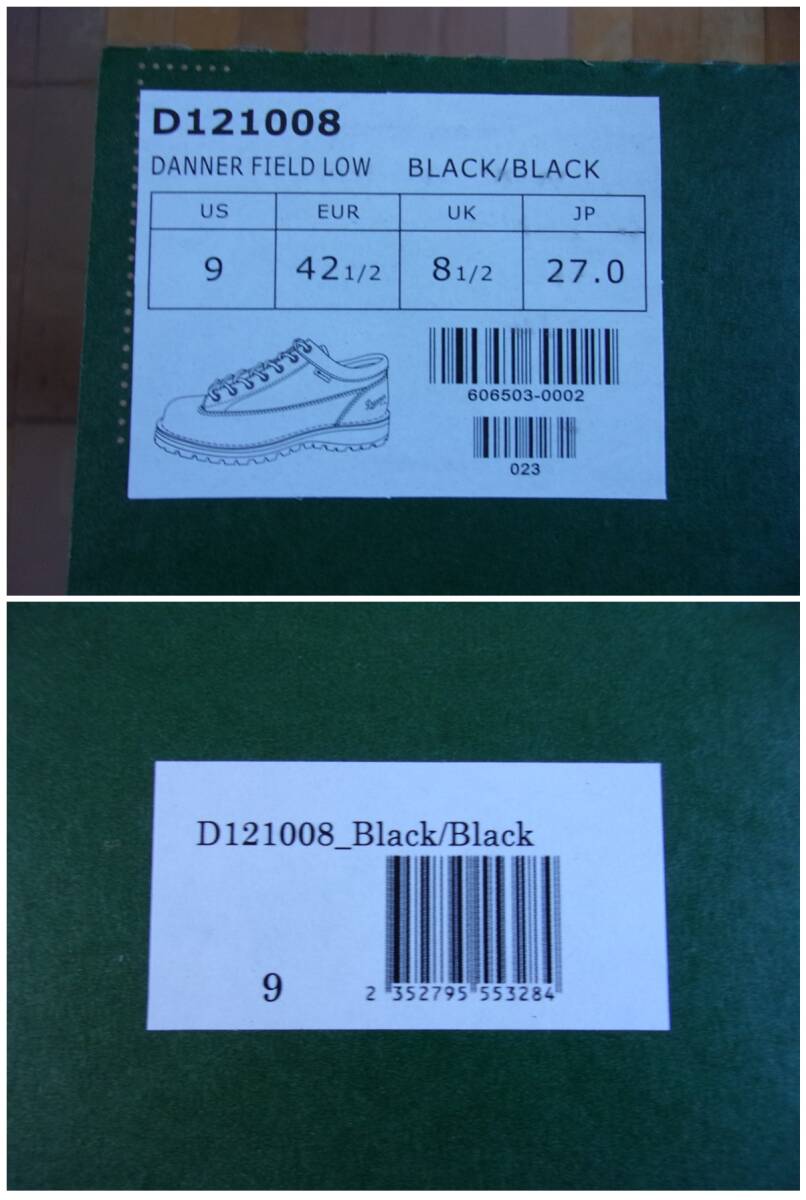 D121008
DANNER FIELD LOW BLACK/BLACK
US EUR UK JP
9 42 1/2 8 1/2 27.0
Danner
606503-0002
023
D121008_Black/Black
9
2 352795 553284